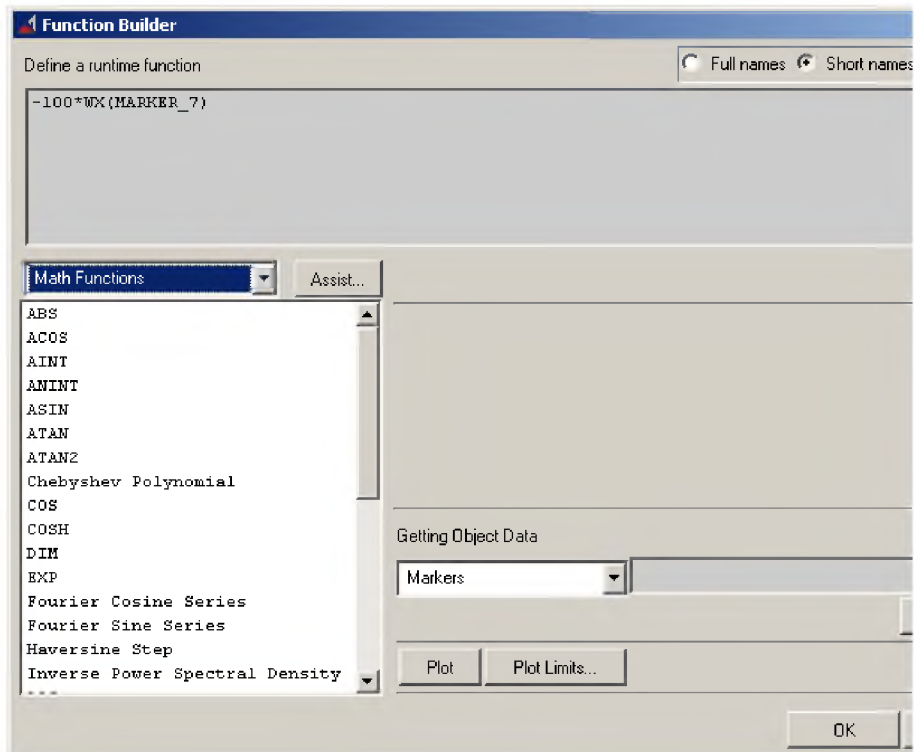 Function Builder
Define a runtime function
Full names Short names
-100*WX(MARKER_7)
Math Functions
Assist...
ABS
ACOS
AINT
ANINT
ASIN
ATAN
ATAN2
Chebyshev Polynomial
COS
COSH
DIM
EXP
Fourier Cosine Series
Fourier Sine Series
Haversine Step
Inverse Power Spectral Density
Getting Object Data
Markers
Plot
Plot Limits...
OK